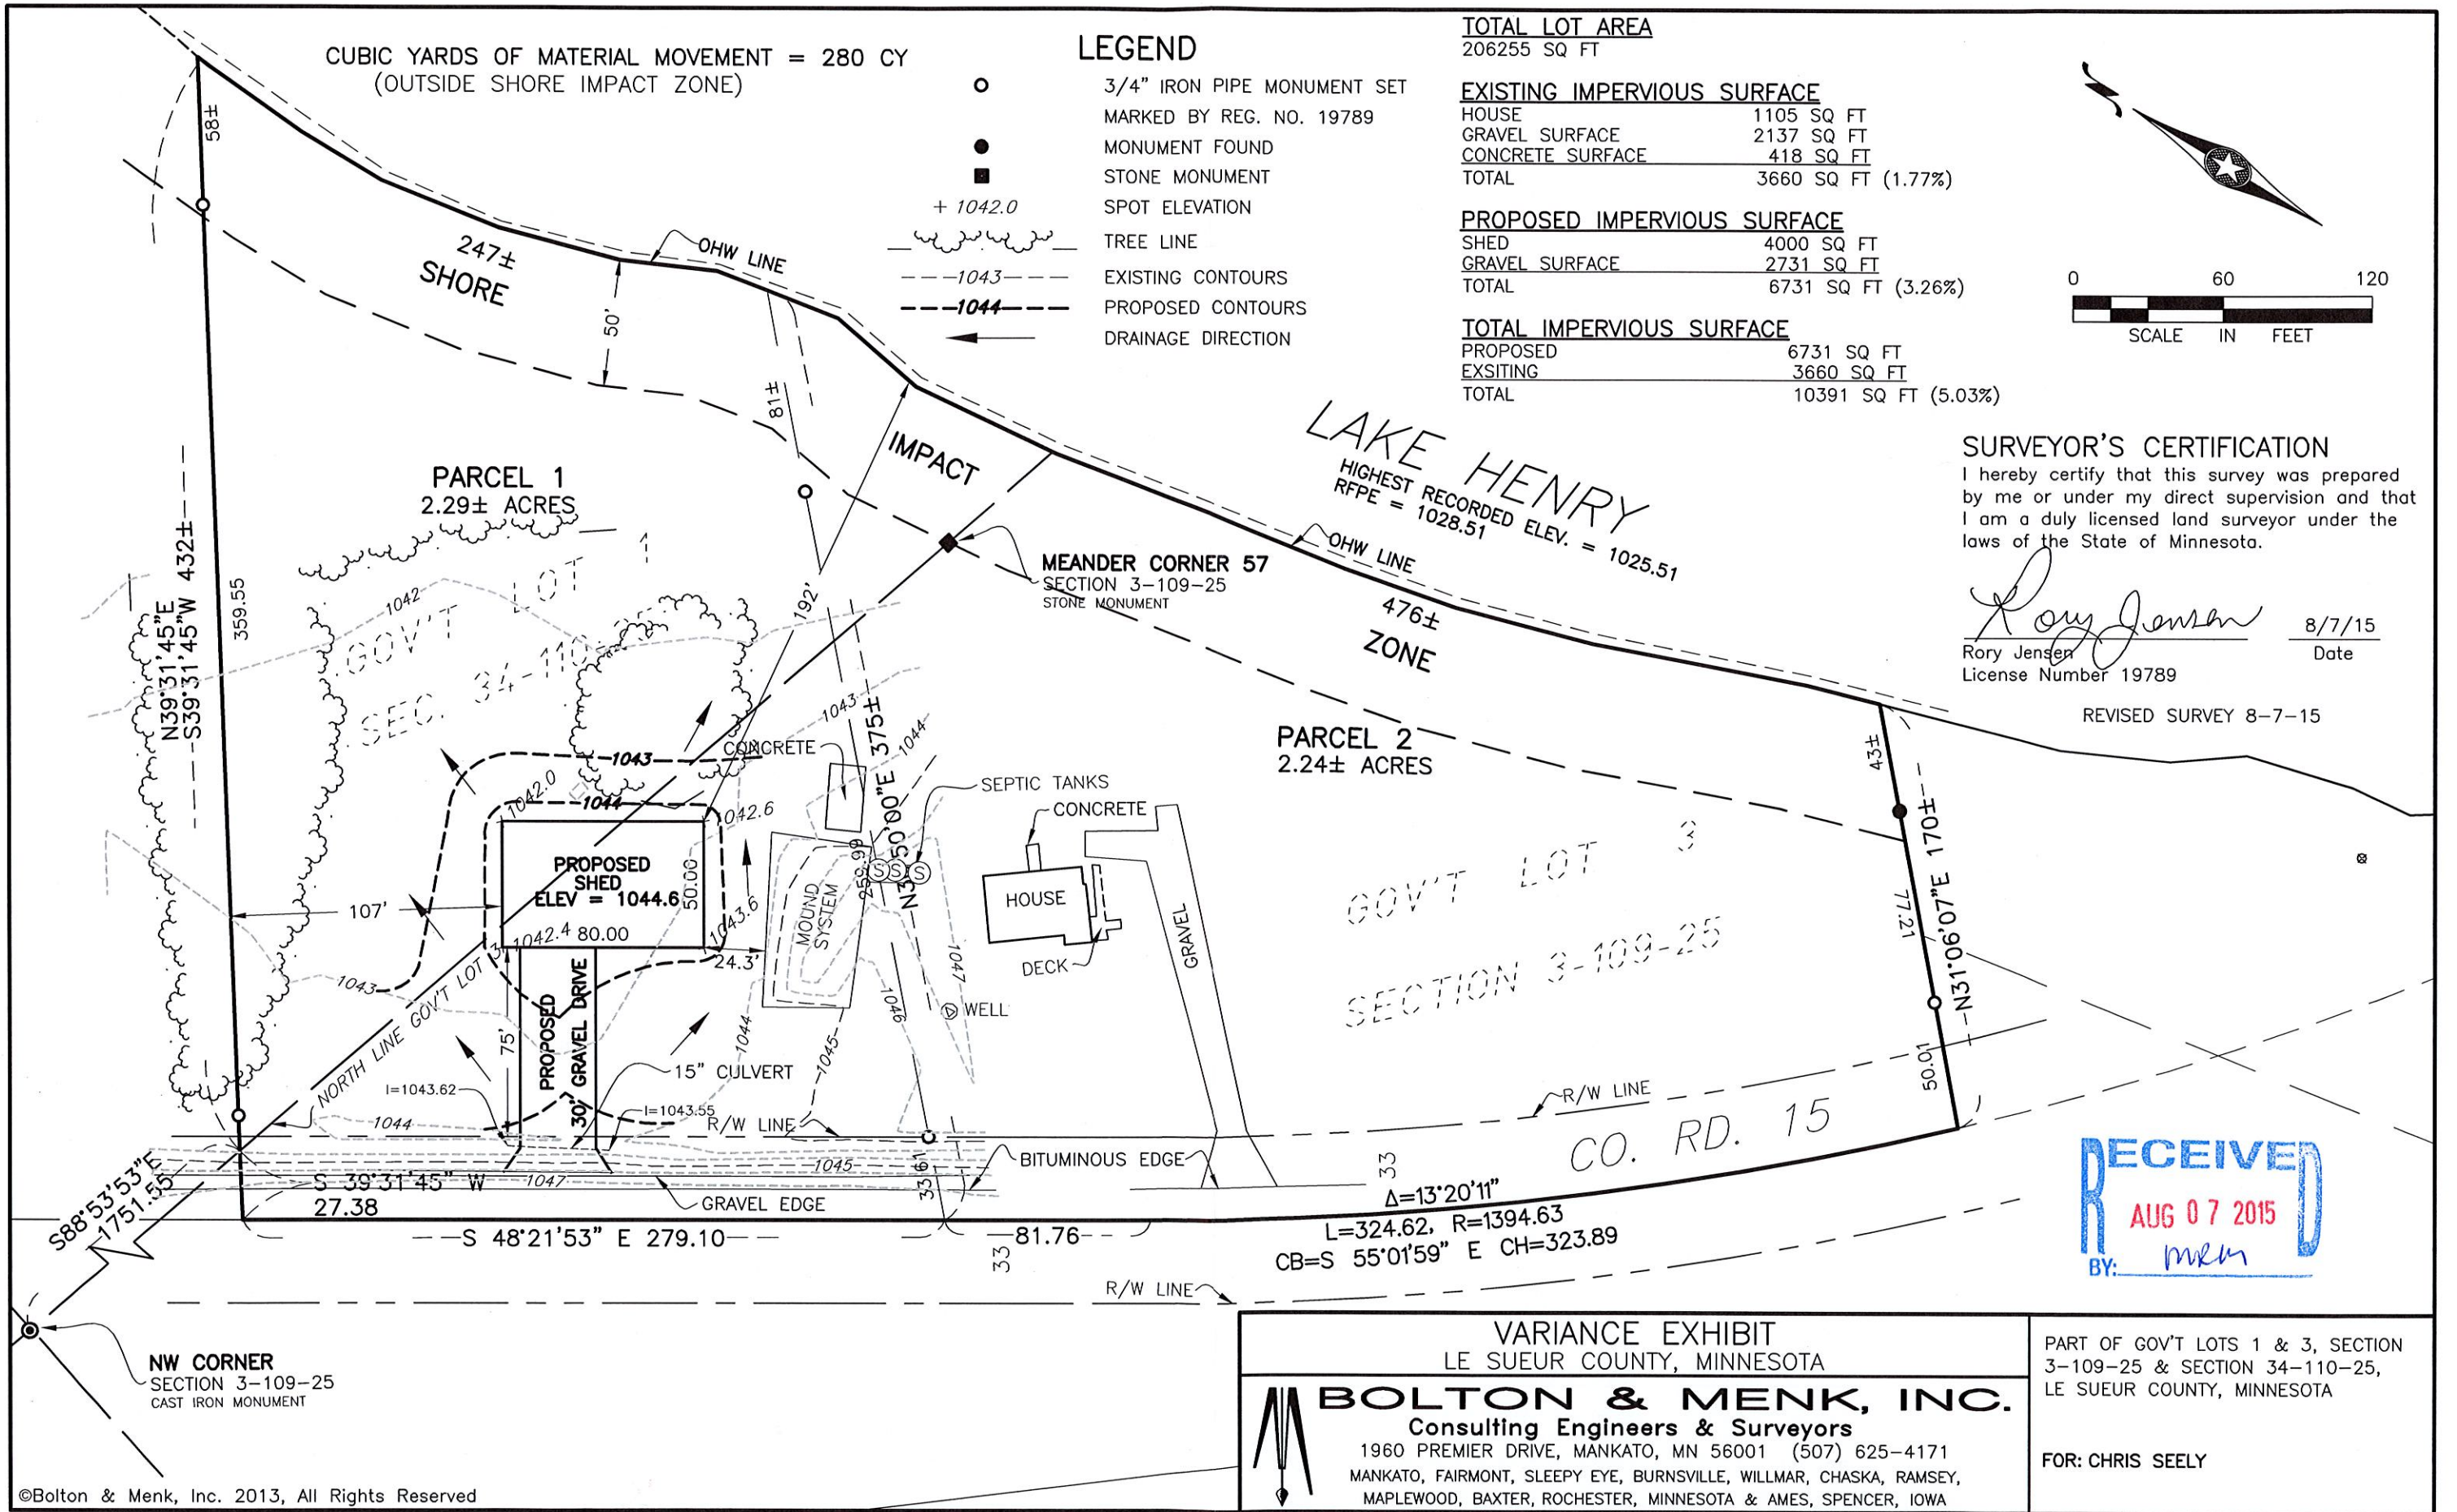 CUBIC YARDS OF MATERIAL MOVEMENT = 280 CY
(OUTSIDE SHORE IMPACT ZONE)
LEGEND
3/4" IRON PIPE MONUMENT SET
MARKED BY REG. NO. 19789
MONUMENT FOUND
STONE MONUMENT
+ 1042.0 SPOT ELEVATION
TREE LINE
1043 EXISTING CONTOURS
1044 PROPOSED CONTOURS
DRAINAGE DIRECTION
TOTAL LOT AREA
206255 SQ FT
EXISTING IMPERVIOUS SURFACE
HOUSE 1105 SQ FT
GRAVEL SURFACE 2137 SQ FT
CONCRETE SURFACE 418 SQ FT
TOTAL 3660 SQ FT (1.77%)
PROPOSED IMPERVIOUS SURFACE
SHED 4000 SQ FT
GRAVEL SURFACE 2731 SQ FT
TOTAL 6731 SQ FT (3.26%)
TOTAL IMPERVIOUS SURFACE
PROPOSED 6731 SQ FT
EXSITING 3660 SQ FT
TOTAL 10391 SQ FT (5.03%)
N
0 60 120
SCALE IN FEET
SURVEYOR'S CERTIFICATION
I hereby certify that this survey was prepared
by me or under my direct supervision and that
I am a duly licensed land surveyor under the
laws of the State of Minnesota.
Rory Jensen
8/7/15
Rory Jensen
Date
License Number 19789
REVISED SURVEY 8-7-15
58±
247±
SHORE
OHW LINE
50'
81±
IMPACT
LAKE HENRY
HIGHEST RECORDED ELEV. = 1025.51
RFPE = 1028.51
OHW LINE
476±
ZONE
PARCEL 1
2.29± ACRES
MEANDER CORNER 57
SECTION 3-109-25
STONE MONUMENT
N39°31'45"E
S39°31'45"W 432±
359.55
1042
GOV'T LOT 1
SEC. 34-110-
192'
1043
1044
PARCEL 2
2.24± ACRES
43±
N31°06'07"E 170±
77.21
50.01
CONCRETE
1043
1042.0
1044
1042.6
SEPTIC TANKS
CONCRETE
S S S
259.99
375±
PROPOSED
SHED
ELEV = 1044.6
50.00
107'
1042.4
80.00
1043.6
24.3'
MOUND
SYSTEM
HOUSE
DECK
GRAVEL
GOV'T LOT 3
SECTION 3-109-25
1043
NORTH LINE GOV'T LOT 3
75'
PROPOSED
30" GRAVEL DRIVE
1044
1045
1046
1047
WELL
15" CULVERT
I=1043.62
I=1043.55
1044
R/W LINE
R/W LINE
CO. RD. 15
1045
1047
BITUMINOUS EDGE
33
33.61
S 39°31'45" W
27.38
GRAVEL EDGE
S88°53'53"E
1751.55
S 48°21'53" E 279.10
81.76
33
Δ=13°20'11"
L=324.62, R=1394.63
CB=S 55°01'59" E CH=323.89
R/W LINE
RECEIVED
AUG 07 2015
BY: mrm
NW CORNER
SECTION 3-109-25
CAST IRON MONUMENT
VARIANCE EXHIBIT
LE SUEUR COUNTY, MINNESOTA
BOLTON & MENK, INC.
Consulting Engineers & Surveyors
1960 PREMIER DRIVE, MANKATO, MN 56001 (507) 625-4171
MANKATO, FAIRMONT, SLEEPY EYE, BURNSVILLE, WILLMAR, CHASKA, RAMSEY,
MAPLEWOOD, BAXTER, ROCHESTER, MINNESOTA & AMES, SPENCER, IOWA
PART OF GOV'T LOTS 1 & 3, SECTION
3-109-25 & SECTION 34-110-25,
LE SUEUR COUNTY, MINNESOTA
FOR: CHRIS SEELY
©Bolton & Menk, Inc. 2013, All Rights Reserved